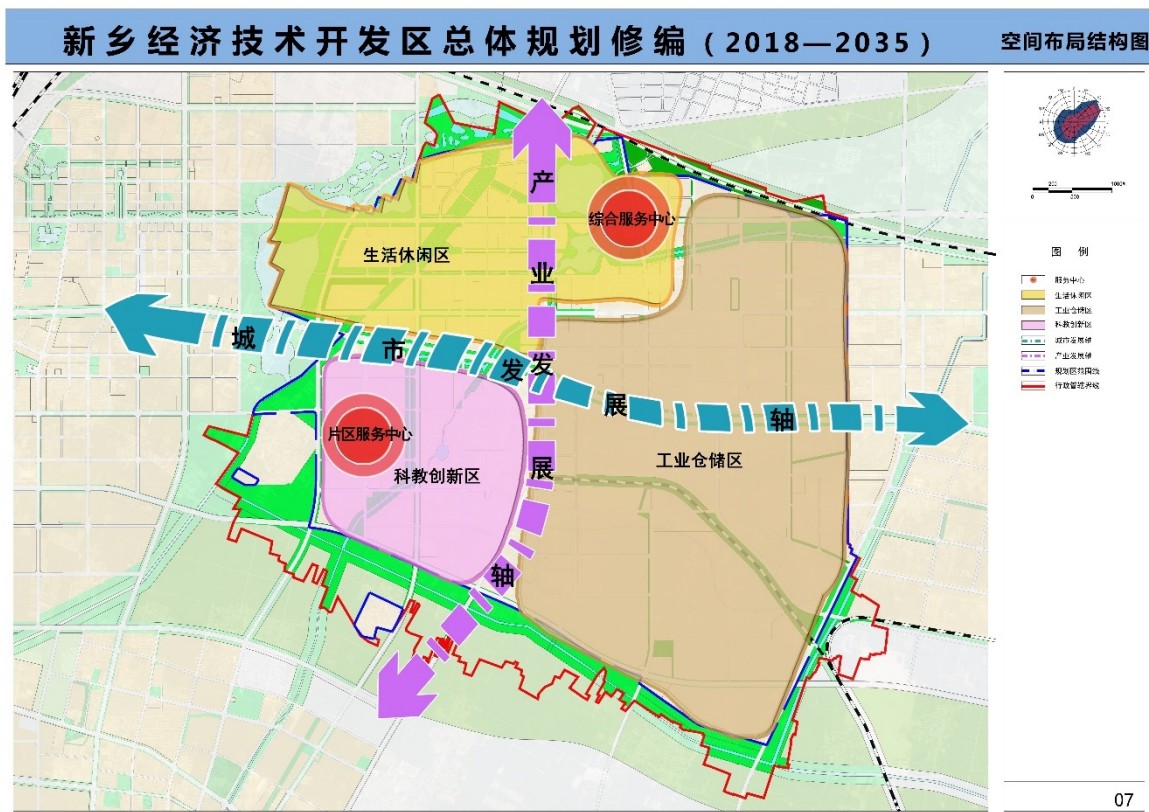 新乡经济技术开发区总体规划修编（2018—2035）
空间布局结构图
产业发展轴
综合服务中心
生活休闲区
城市发展轴
片区服务中心
科教创新区
工业仓储区
图例
服务中心
生活休闲区
工业仓储区
科教创新区
城市发展轴
产业发展轴
规划区范围线
行政管辖界线
07